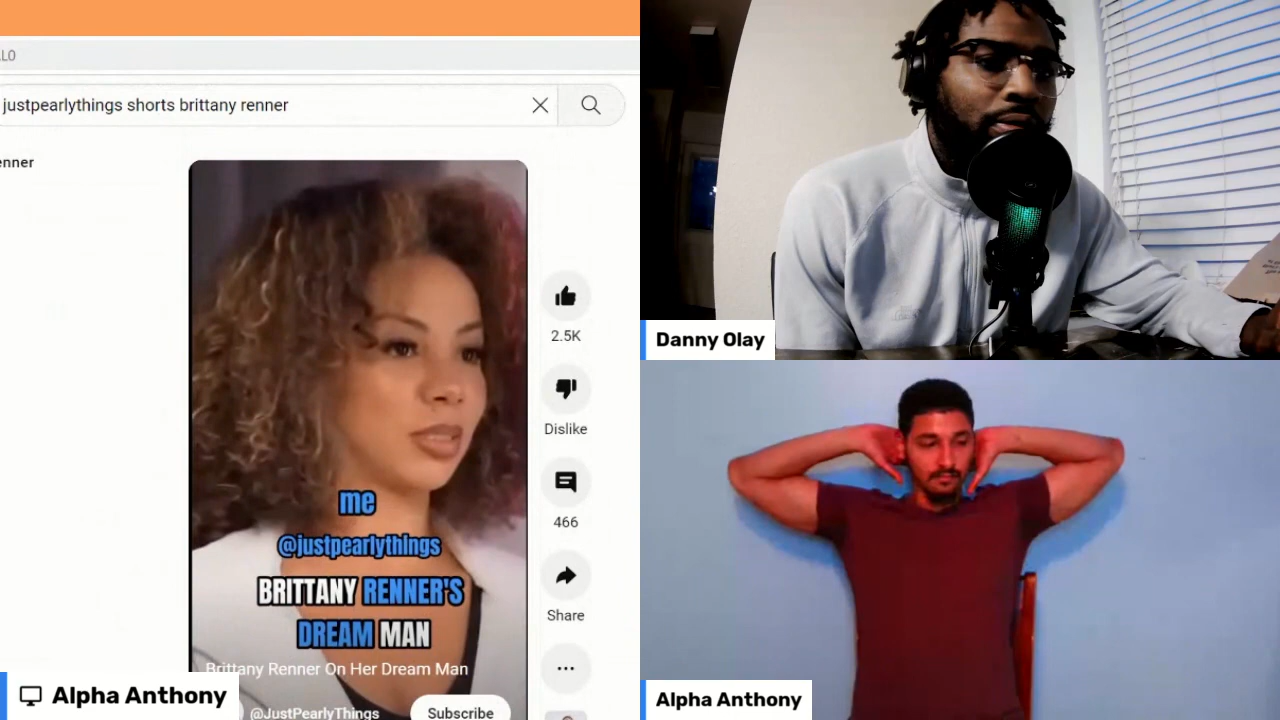 LO
justpearlythings shorts brittany renner
enner
me
@justpearlythings
BRITTANY RENNER'S
DREAM MAN
Brittany Renner On Her Dream Man
@JustPearlyThings
Subscribe
2.5K
Dislike
466
Share
Alpha Anthony
Danny Olay
Alpha Anthony